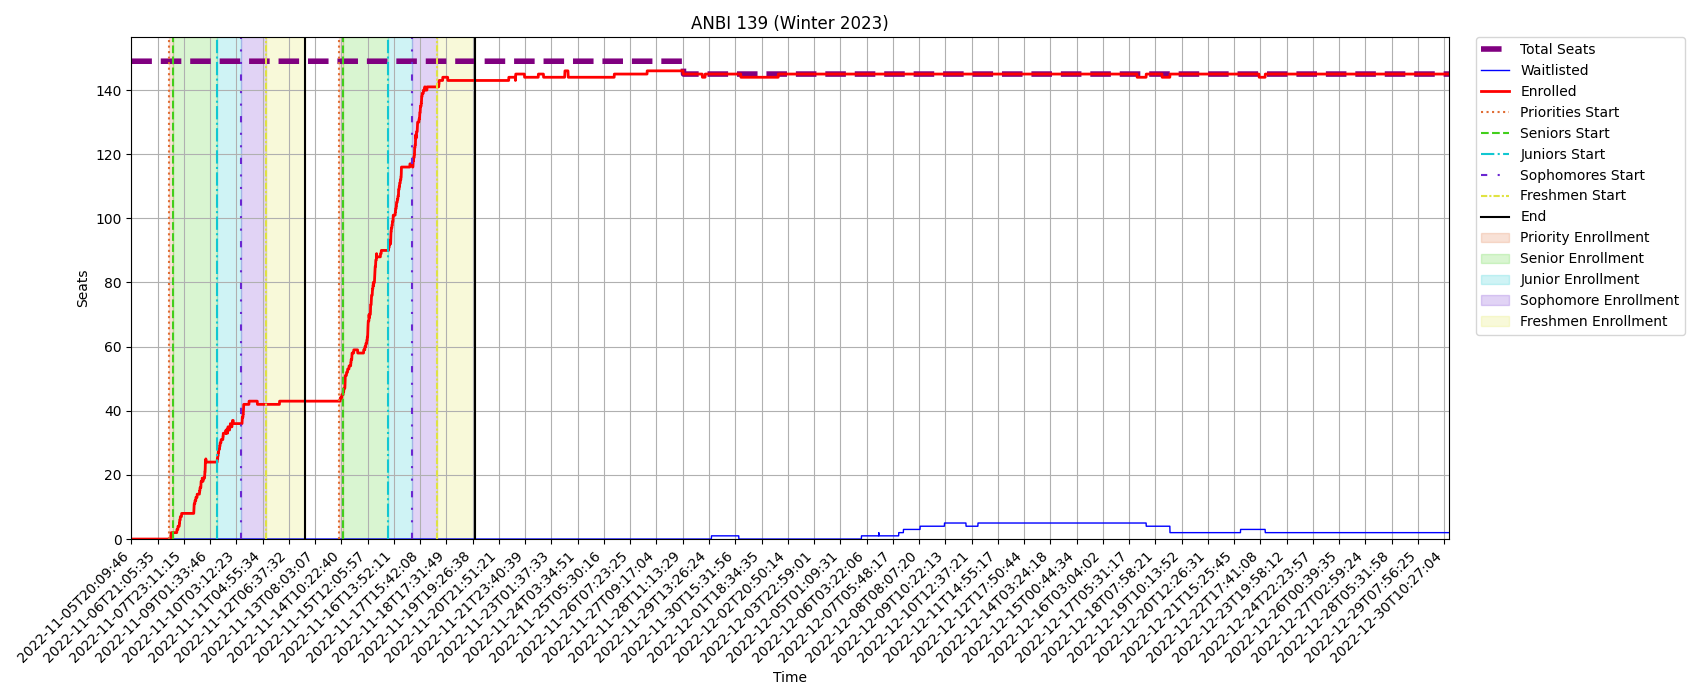 ANBI 139 (Winter 2023)
Seats
140
120
100
80
60
40
20
0
2022-11-05T20:09:46
2022-11-06T21:05:35
2022-11-07T23:11:15
2022-11-09T01:33:46
2022-11-10T03:12:23
2022-11-11T04:55:34
2022-11-12T06:37:32
2022-11-13T08:03:07
2022-11-14T10:22:40
2022-11-15T12:05:57
2022-11-16T13:52:11
2022-11-17T15:42:08
2022-11-18T17:31:49
2022-11-19T19:26:38
2022-11-20T21:51:21
2022-11-21T23:40:39
2022-11-23T01:37:33
2022-11-24T03:34:51
2022-11-25T05:30:16
2022-11-26T07:23:25
2022-11-27T09:17:04
2022-11-28T11:13:29
2022-11-29T13:26:24
2022-11-30T15:31:56
2022-12-01T18:34:35
2022-12-02T20:50:14
2022-12-03T22:59:01
2022-12-05T01:09:31
2022-12-06T03:22:06
2022-12-07T05:48:17
2022-12-08T08:07:20
2022-12-09T10:22:13
2022-12-10T12:37:21
2022-12-11T14:55:17
2022-12-12T17:50:44
2022-12-14T03:24:18
2022-12-15T00:44:34
2022-12-16T03:04:02
2022-12-17T05:31:17
2022-12-18T07:58:21
2022-12-19T10:13:52
2022-12-20T12:26:31
2022-12-21T15:25:45
2022-12-22T17:41:08
2022-12-23T19:58:12
2022-12-24T22:23:57
2022-12-26T00:39:35
2022-12-27T02:59:24
2022-12-28T05:31:58
2022-12-29T07:56:25
2022-12-30T10:27:04
Time
Total Seats
Waitlisted
Enrolled
Priorities Start
Seniors Start
Juniors Start
Sophomores Start
Freshmen Start
End
Priority Enrollment
Senior Enrollment
Junior Enrollment
Sophomore Enrollment
Freshmen Enrollment